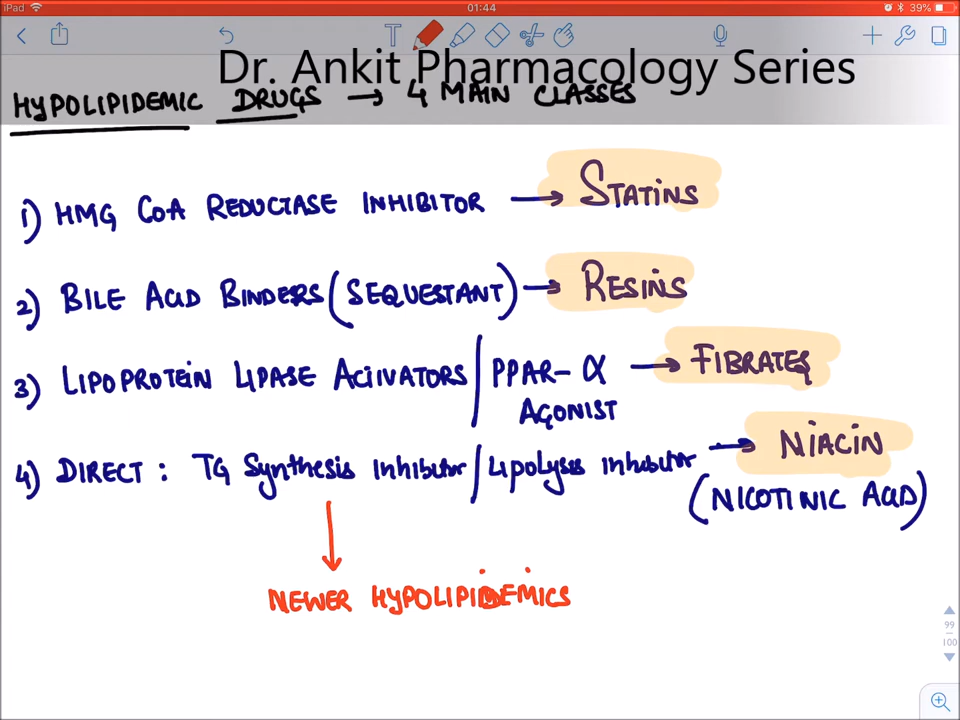 iPad 01:44 39%
T
Dr. Ankit Pharmacology Series
HYPOLIPIDEMIC DRUGS → 4 MAIN CLASSES
1) HMG CoA REDUCTASE INHIBITOR → STATINS
2) BILE ACID BINDERS (SEQUESTANT) → RESINS
3) LIPOPROTEIN LIPASE ACTIVATORS / PPAR-α AGONIST → FIBRATES
4) DIRECT: TG Synthesis inhibitor / Lipolysis inhibitor → NIACIN
(NICOTINIC ACID)
NEWER HYPOLIPIDEMICS
99
100